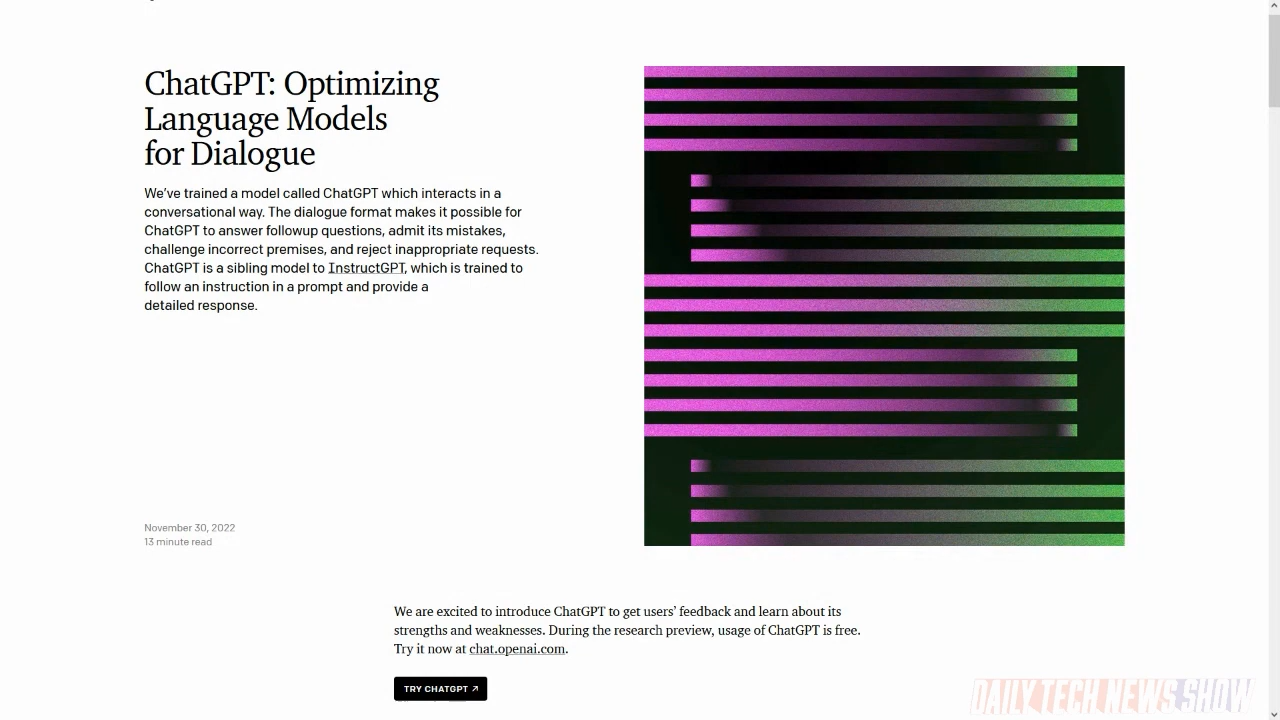 ChatGPT: Optimizing
Language Models
for Dialogue
We’ve trained a model called ChatGPT which interacts in a
conversational way. The dialogue format makes it possible for
ChatGPT to answer followup questions, admit its mistakes,
challenge incorrect premises, and reject inappropriate requests.
ChatGPT is a sibling model to InstructGPT, which is trained to
follow an instruction in a prompt and provide a
detailed response.
November 30, 2022
13 minute read
We are excited to introduce ChatGPT to get users’ feedback and learn about its
strengths and weaknesses. During the research preview, usage of ChatGPT is free.
Try it now at chat.openai.com.
TRY CHATGPT ↗
DAILY TECH NEWS SHOW